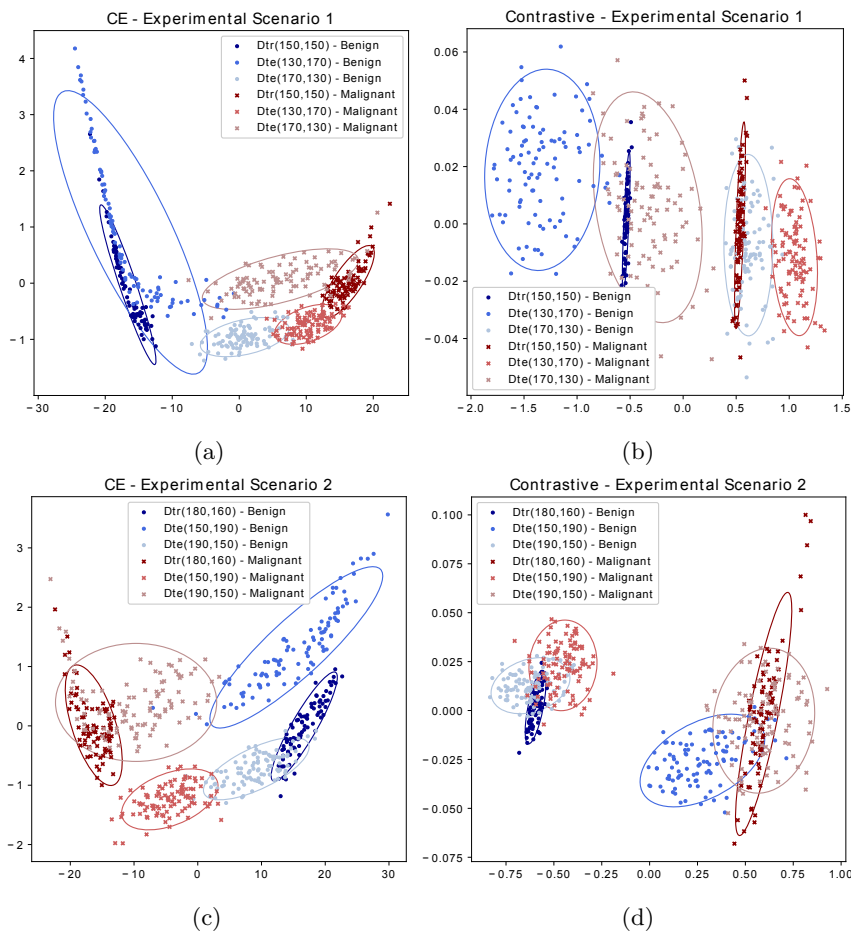 CE - Experimental Scenario 1
4
3
2
1
0
−1
−30
−20
−10
0
10
20
Dtr(150,150) - Benign
Dte(130,170) - Benign
Dte(170,130) - Benign
Dtr(150,150) - Malignant
Dte(130,170) - Malignant
Dte(170,130) - Malignant
(a)
Contrastive - Experimental Scenario 1
0.06
0.04
0.02
0.00
−0.02
−0.04
−2.0
−1.5
−1.0
−0.5
0.0
0.5
1.0
1.5
Dtr(150,150) - Benign
Dte(130,170) - Benign
Dte(170,130) - Benign
Dtr(150,150) - Malignant
Dte(130,170) - Malignant
Dte(170,130) - Malignant
(b)
CE - Experimental Scenario 2
3
2
1
0
−1
−2
−20
−10
0
10
20
30
Dtr(180,160) - Benign
Dte(150,190) - Benign
Dte(190,150) - Benign
Dtr(180,160) - Malignant
Dte(150,190) - Malignant
Dte(190,150) - Malignant
(c)
Contrastive - Experimental Scenario 2
0.100
0.075
0.050
0.025
0.000
−0.025
−0.050
−0.075
−0.75
−0.50
−0.25
0.00
0.25
0.50
0.75
1.00
Dtr(180,160) - Benign
Dte(150,190) - Benign
Dte(190,150) - Benign
Dtr(180,160) - Malignant
Dte(150,190) - Malignant
Dte(190,150) - Malignant
(d)